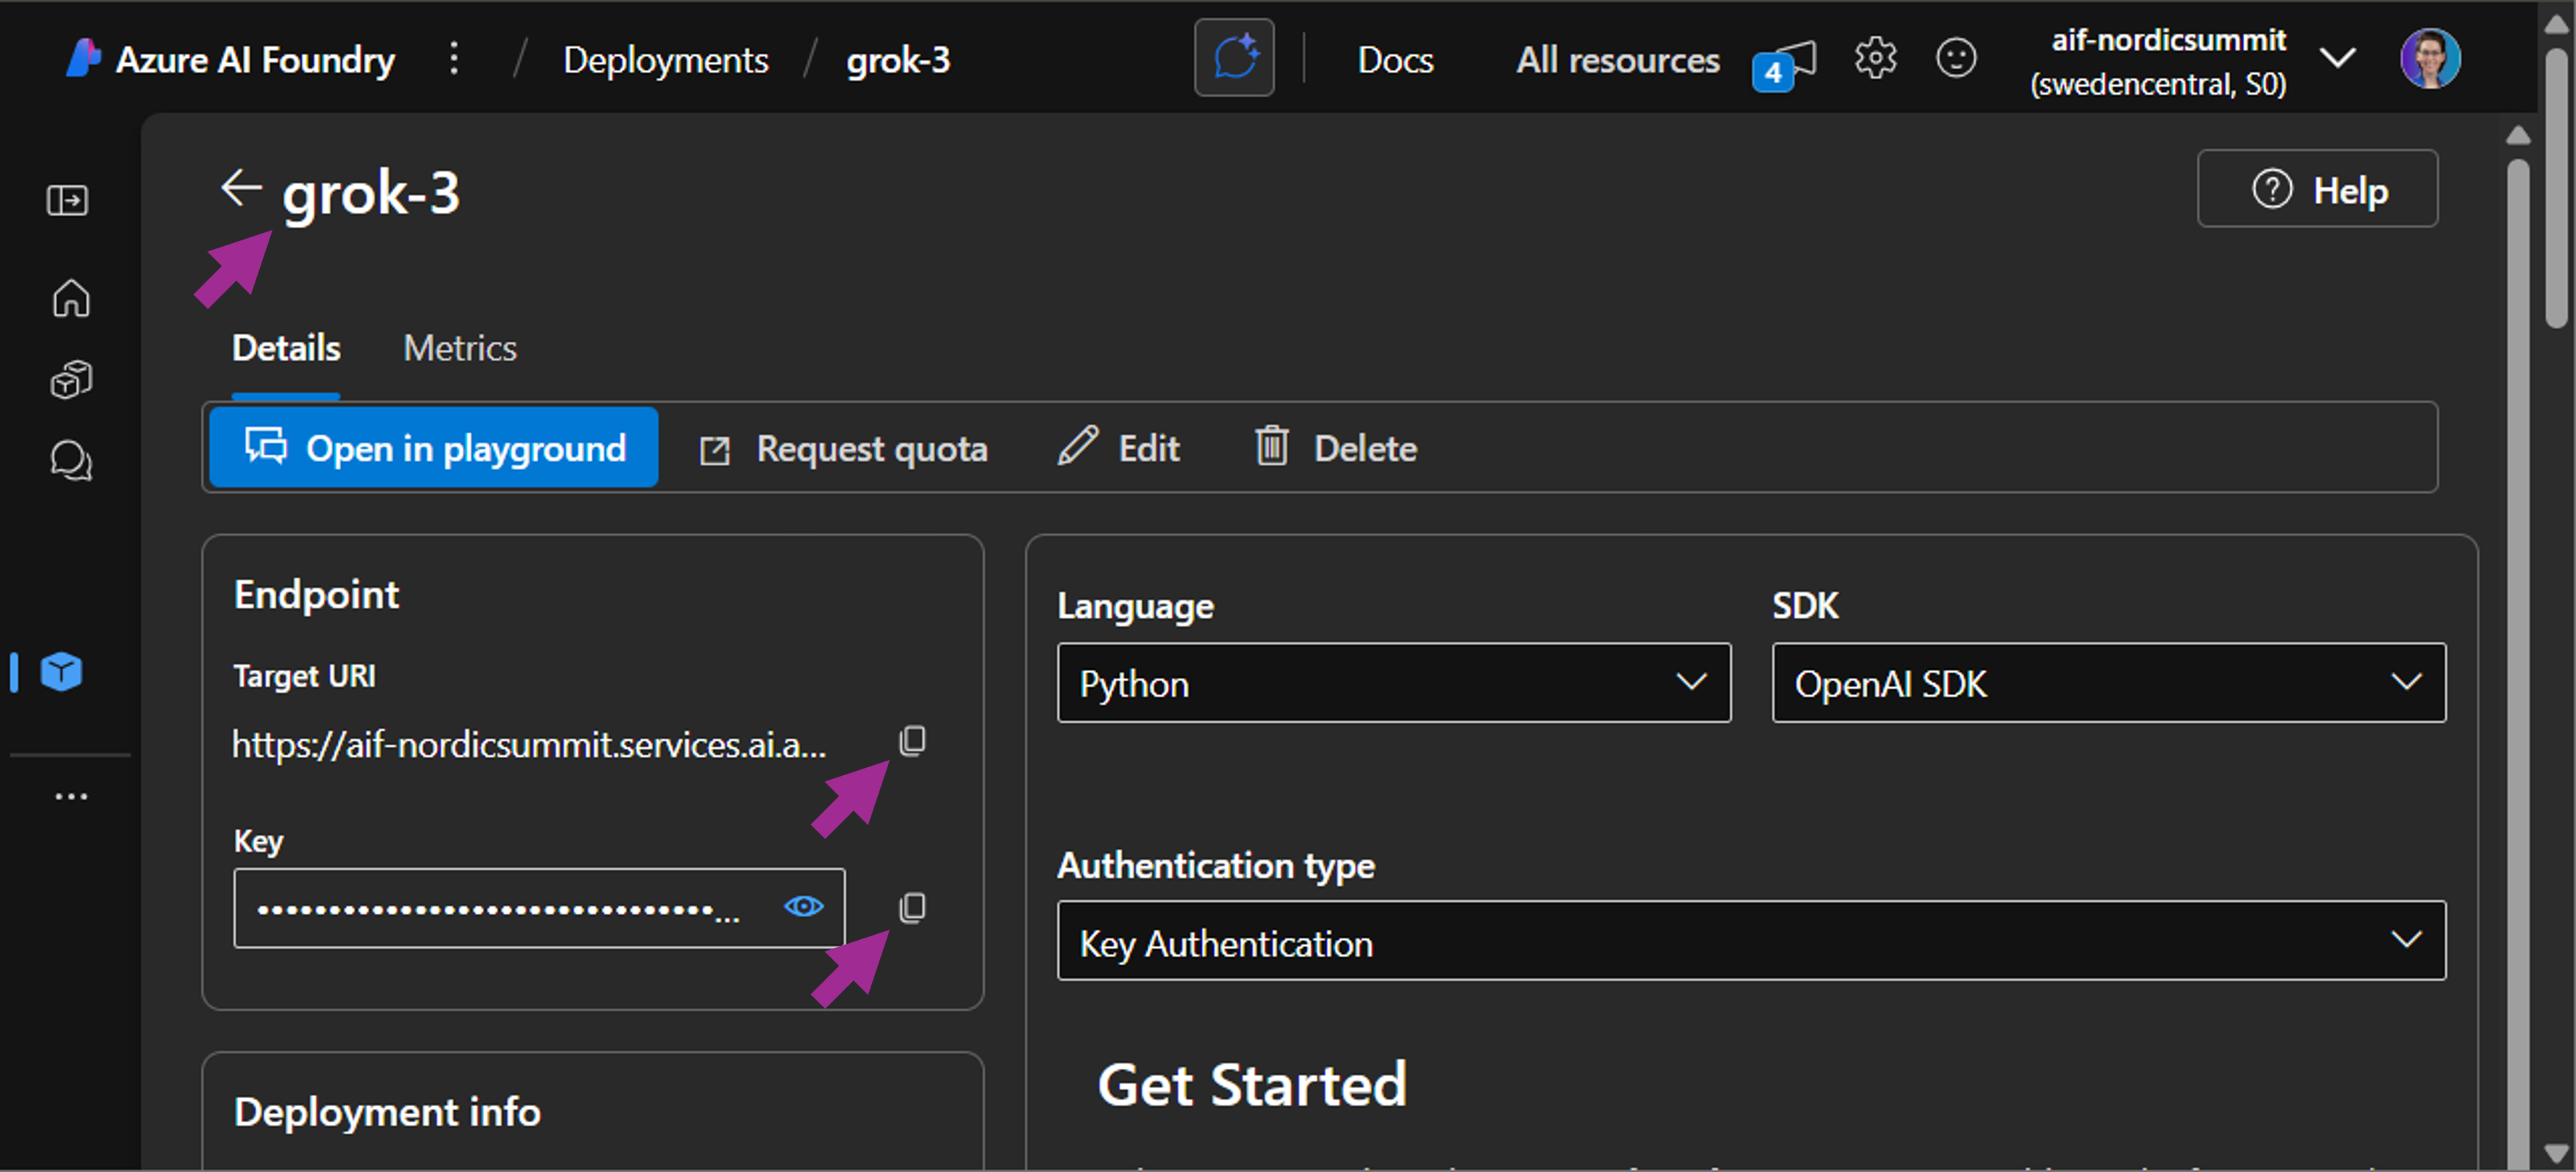 Azure AI Foundry / Deployments / grok-3 Docs All resources 4 aif-nordicsummit
(swedencentral, S0)
grok-3
Help
Details Metrics
Open in playground Request quota Edit Delete
Endpoint
Target URI
https://aif-nordicsummit.services.ai.a...
Key
••••••••••••••••••••••••••••••••...
Deployment info
Language
Python
SDK
OpenAI SDK
Authentication type
Key Authentication
Get Started